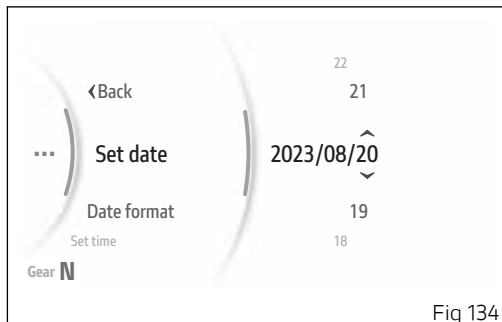 22
‹Back
21
...
Set date
2023/08/20
Date format
19
Set time
18
Gear N
Fig 134